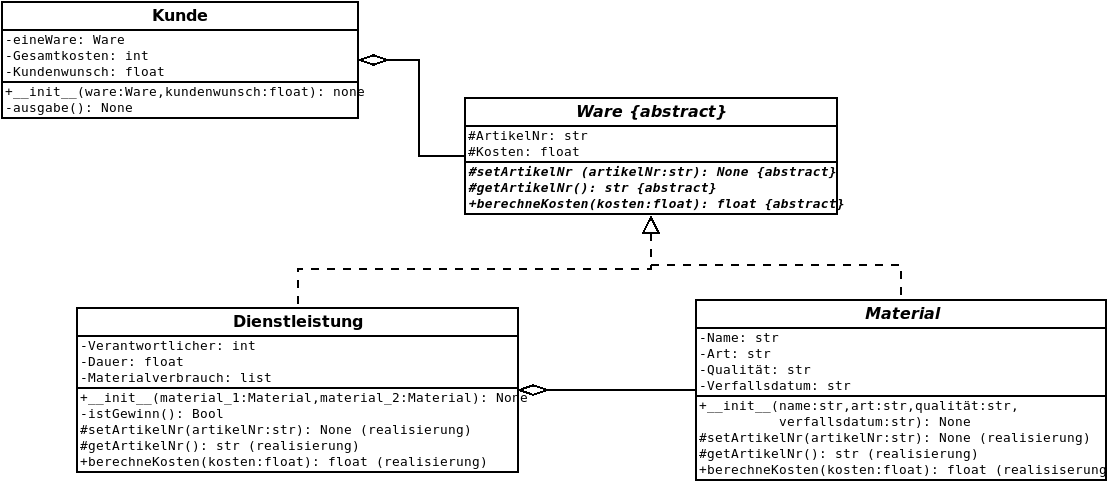 Kunde
-eineWare: Ware
-Gesamtkosten: int
-Kundenwunsch: float
+__init__(ware:Ware,kundenwunsch:float): none
-ausgabe(): None
Ware {abstract}
#ArtikelNr: str
#Kosten: float
#setArtikelNr (artikelNr:str): None {abstract}
#getArtikelNr(): str {abstract}
+berechneKosten(kosten:float): float {abstract}
Dienstleistung
-Verantwortlicher: int
-Dauer: float
-Materialverbrauch: list
+__init__(material_1:Material,material_2:Material): None
-istGewinn(): Bool
#setArtikelNr(artikelNr:str): None (realisierung)
#getArtikelNr(): str (realisierung)
+berechneKosten(kosten:float): float (realisierung)
Material
-Name: str
-Art: str
-Qualität: str
-Verfallsdatum: str
+__init__(name:str,art:str,qualität:str,
verfallsdatum:str): None
#setArtikelNr(artikelNr:str): None (realisierung)
#getArtikelNr(): str (realisierung)
+berechneKosten(kosten:float): float (realisiserung